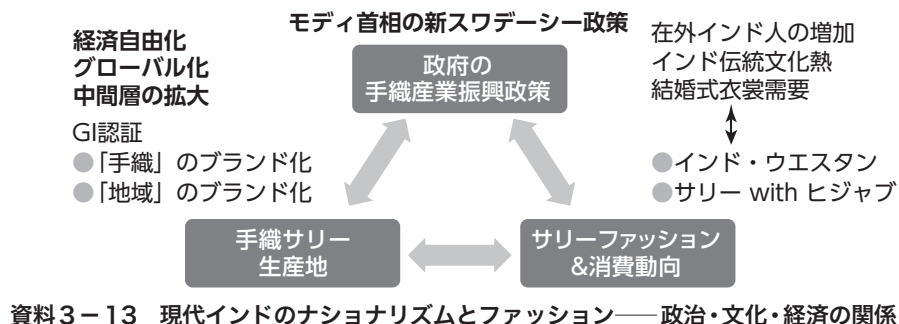 モディ首相の新スワデーシー政策
経済自由化
グローバル化
中間層の拡大
GI認証
●「手織」のブランド化
●「地域」のブランド化
政府の
手織産業振興政策
在外インド人の増加
インド伝統文化熱
結婚式衣裳需要
●インド・ウエスタン
●サリー with ヒジャブ
手織サリー
生産地
サリーファッション
&消費動向
資料3－13　現代インドのナショナリズムとファッション──政治・文化・経済の関係